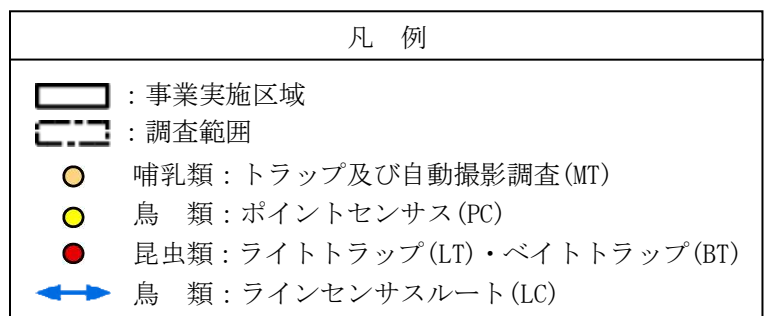 凡　例
：事業実施区域
：調査範囲
哺乳類：トラップ及び自動撮影調査(MT)
鳥　類：ポイントセンサス(PC)
昆虫類：ライトトラップ(LT)・ベイトトラップ(BT)
鳥　類：ラインセンサスルート(LC)